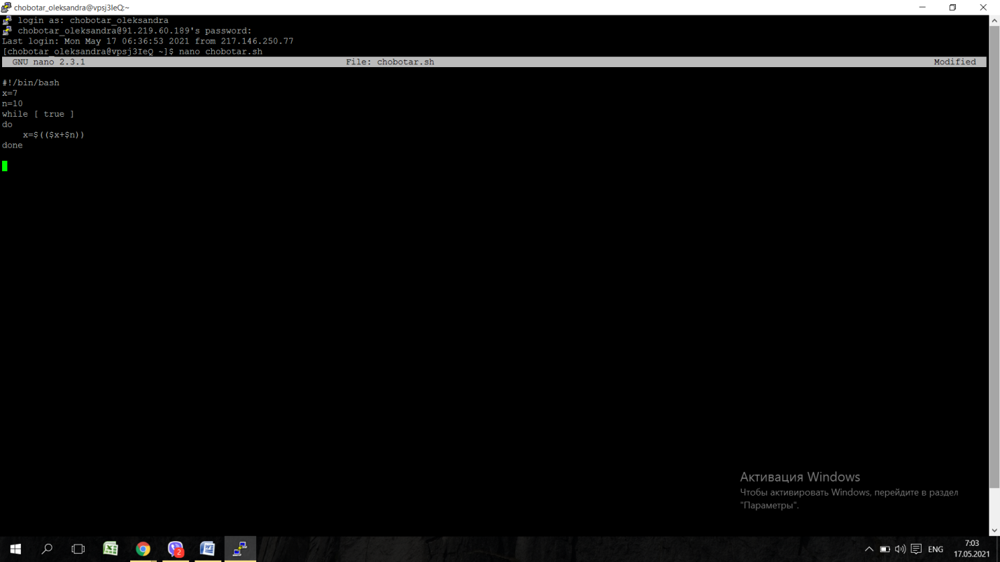 chobotar_oleksandra@vpsj3IeQ:~
login as: chobotar_oleksandra
chobotar_oleksandra@91.219.60.189's password:
Last login: Mon May 17 06:36:53 2021 from 217.146.250.77
[chobotar_oleksandra@vpsj3IeQ ~]$ nano chobotar.sh
GNU nano 2.3.1 File: chobotar.sh Modified
#!/bin/bash
x=7
n=10
while [ true ]
do
    x=$(($x+$n))
done
Активация Windows
Чтобы активировать Windows, перейдите в раздел
"Параметры".
2
ENG
7:03
17.05.2021